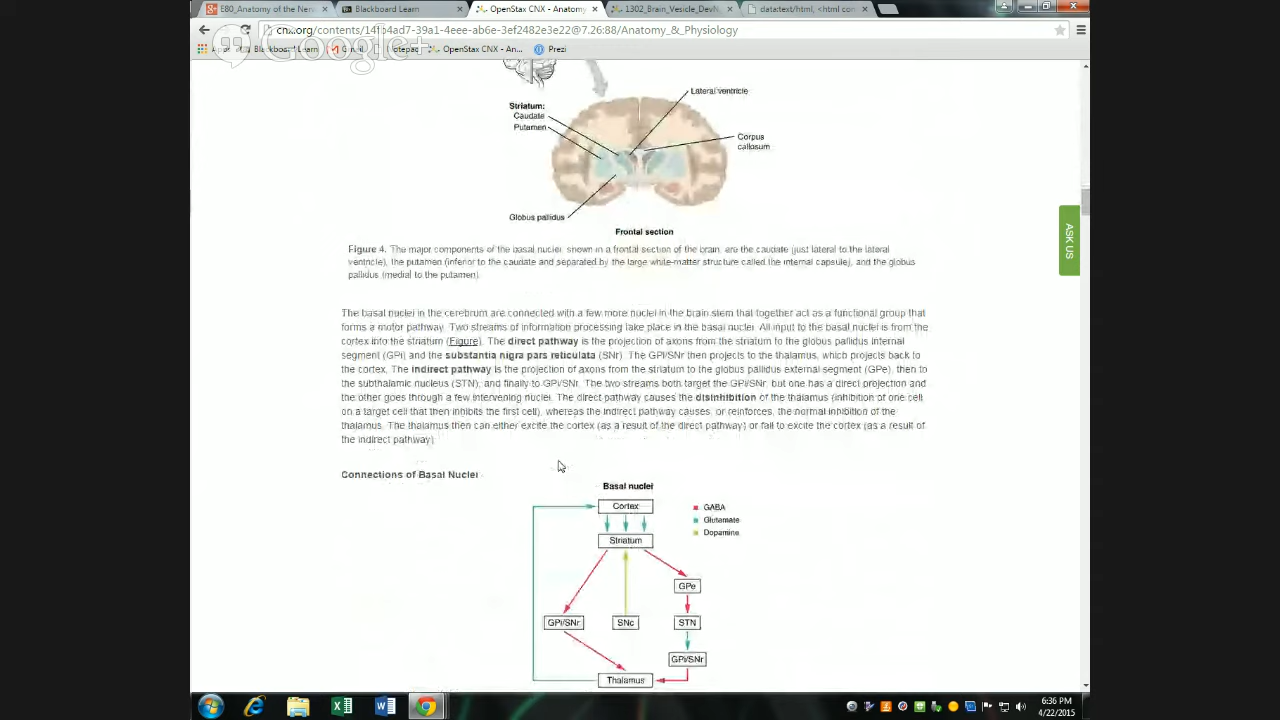 E80_Anatomy of the Nerv
Blackboard Learn
OpenStax CNX - Anatomy
1302_Brain_Vesicle_DevN
datatext/html, <html con
cnx.org/contents/14fb4ad7-39a1-4eee-ab6e-3ef2482e3e22@7.26:88/Anatomy_&_Physiology
Apps Blackboard Learn Gmail Notepad OpenStax CNX - An... Prezi
Google+
Lateral ventricle
Striatum:
Caudate
Putamen
Corpus
callosum
Globus pallidus
Frontal section
Figure 4. The major components of the basal nuclei, shown in a frontal section of the brain, are the caudate (just lateral to the lateral
ventricle), the putamen (inferior to the caudate and separated by the large white-matter structure called the internal capsule), and the globus
pallidus (medial to the putamen).
ASK US
The basal nuclei in the cerebrum are connected with a few more nuclei in the brain stem that together act as a functional group that
forms a motor pathway. Two streams of information processing take place in the basal nuclei. All input to the basal nuclei is from the
cortex into the striatum (Figure). The direct pathway is the projection of axons from the striatum to the globus pallidus internal
segment (GPi) and the substantia nigra pars reticulata (SNr). The GPi/SNr then projects to the thalamus, which projects back to
the cortex. The indirect pathway is the projection of axons from the striatum to the globus pallidus external segment (GPe), then to
the subthalamic nucleus (STN), and finally to GPi/SNr. The two streams both target the GPi/SNr, but one has a direct projection and
the other goes through a few intervening nuclei. The direct pathway causes the disinhibition of the thalamus (inhibition of one cell
on a target cell that then inhibits the first cell), whereas the indirect pathway causes, or reinforces, the normal inhibition of the
thalamus. The thalamus then can either excite the cortex (as a result of the direct pathway) or fail to excite the cortex (as a result of
the indirect pathway).
Connections of Basal Nuclei
Basal nuclei
Cortex
GABA
Glutamate
Dopamine
Striatum
GPe
GPi/SNr
SNc
STN
GPi/SNr
Thalamus
6:36 PM
4/22/2015